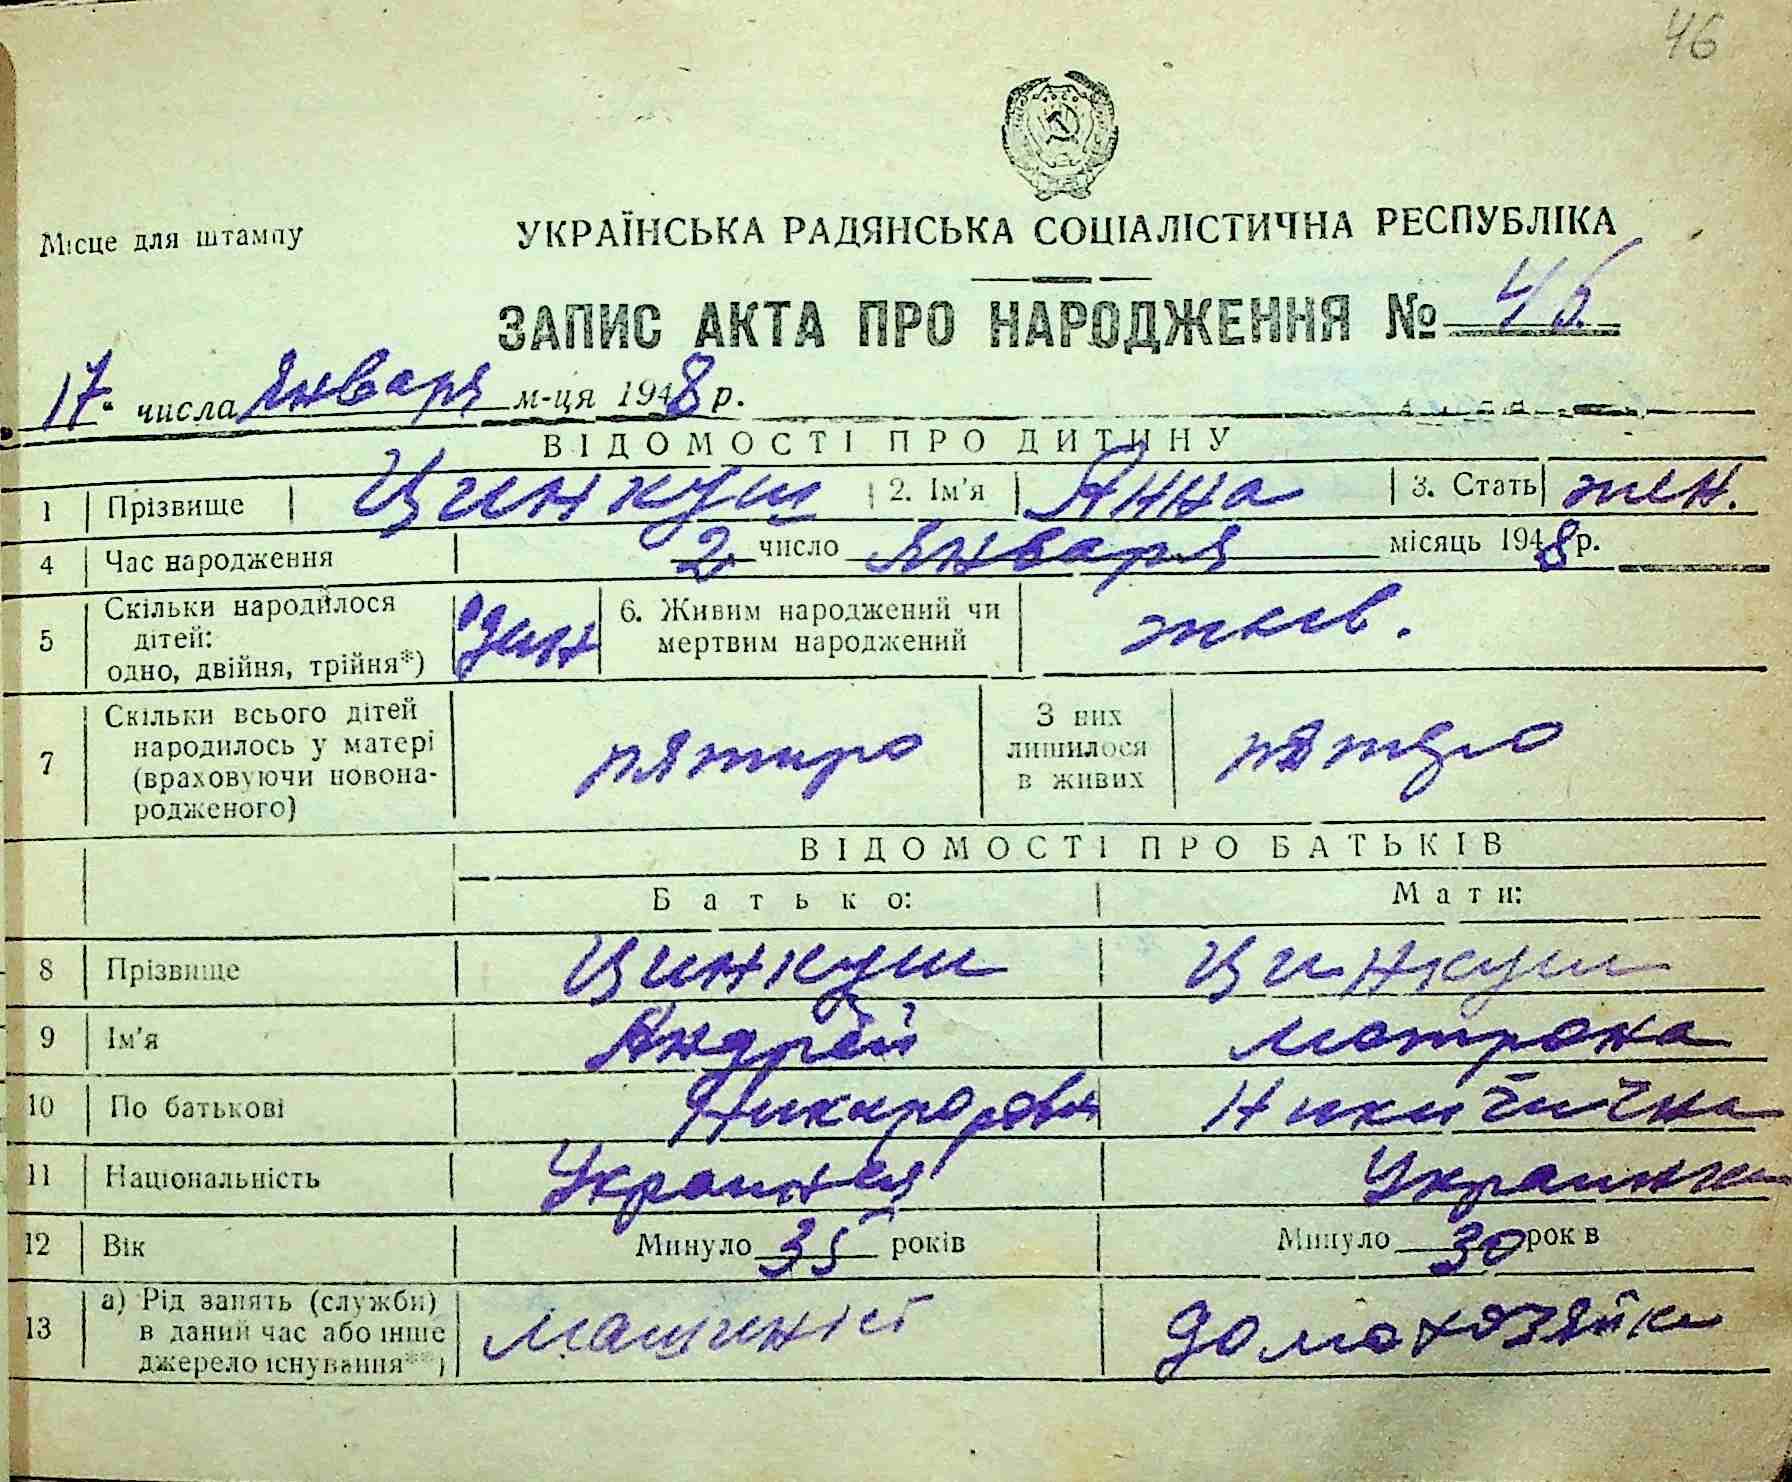 46
Місце для штампу
УКРАЇНСЬКА РАДЯНСЬКА СОЦІАЛІСТИЧНА РЕСПУБЛІКА
ЗАПИС АКТА ПРО НАРОДЖЕННЯ № 46
17 числа января м-ця 1948 р.
ВІДОМОСТІ ПРО ДИТИНУ
1 Прізвище Цинкуш 2. Ім'я Анна 3. Стать жен.
4 Час народження 2 число января місяць 1948 р.
5 Скільки народилося дітей: одно, двійня, трійня*) один 6. Живим народжений чи мертвим народжений жив.
7 Скільки всього дітей народилось у матері (враховуючи новонародженого) пятиро З них лишилося в живих пятеро
ВІДОМОСТІ ПРО БАТЬКІВ
Батько: Мати:
8 Прізвище Цинкуш Цинкуш
9 Ім'я Андрей Матрона
10 По батькові Никифорович Никитична
11 Національність Украинец Украинка
12 Вік Минуло 35 років Минуло 30 років
13 а) Рід занять (служби) в даний час або інше джерело існування**) машиніст домохозяйка